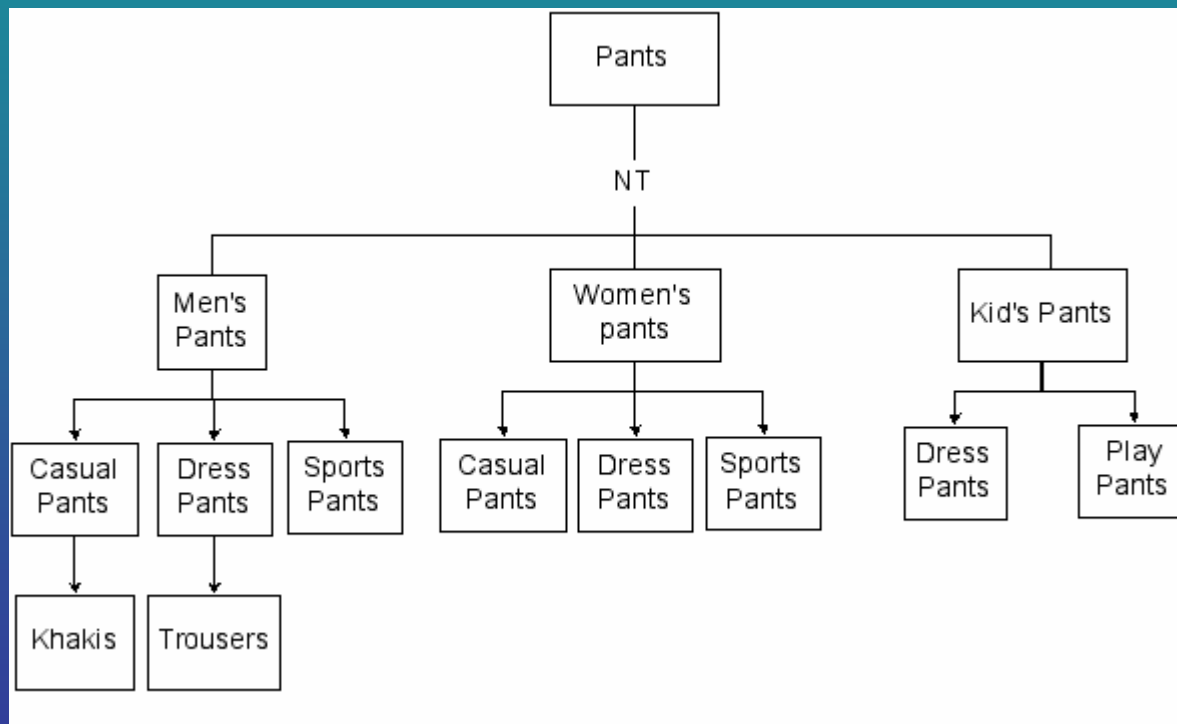 Pants
NT
Men's
Pants
Women's
pants
Kid's Pants
Casual
Pants
Dress
Pants
Sports
Pants
Casual
Pants
Dress
Pants
Sports
Pants
Dress
Pants
Play
Pants
Khakis
Trousers